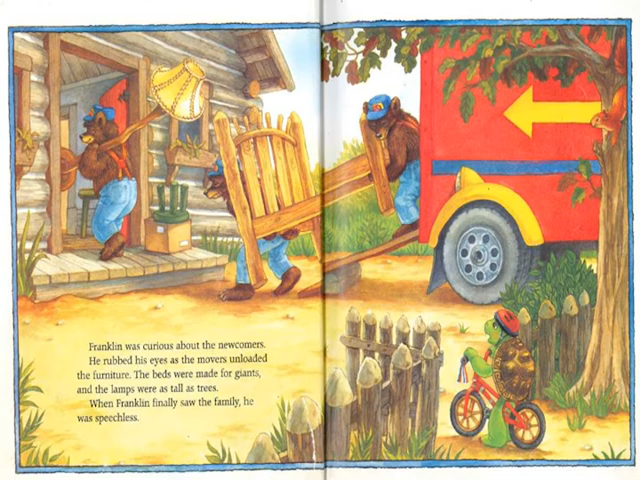 Franklin was curious about the newcomers.
He rubbed his eyes as the movers unloaded
the furniture. The beds were made for giants,
and the lamps were as tall as trees.
When Franklin finally saw the family, he
was speechless.